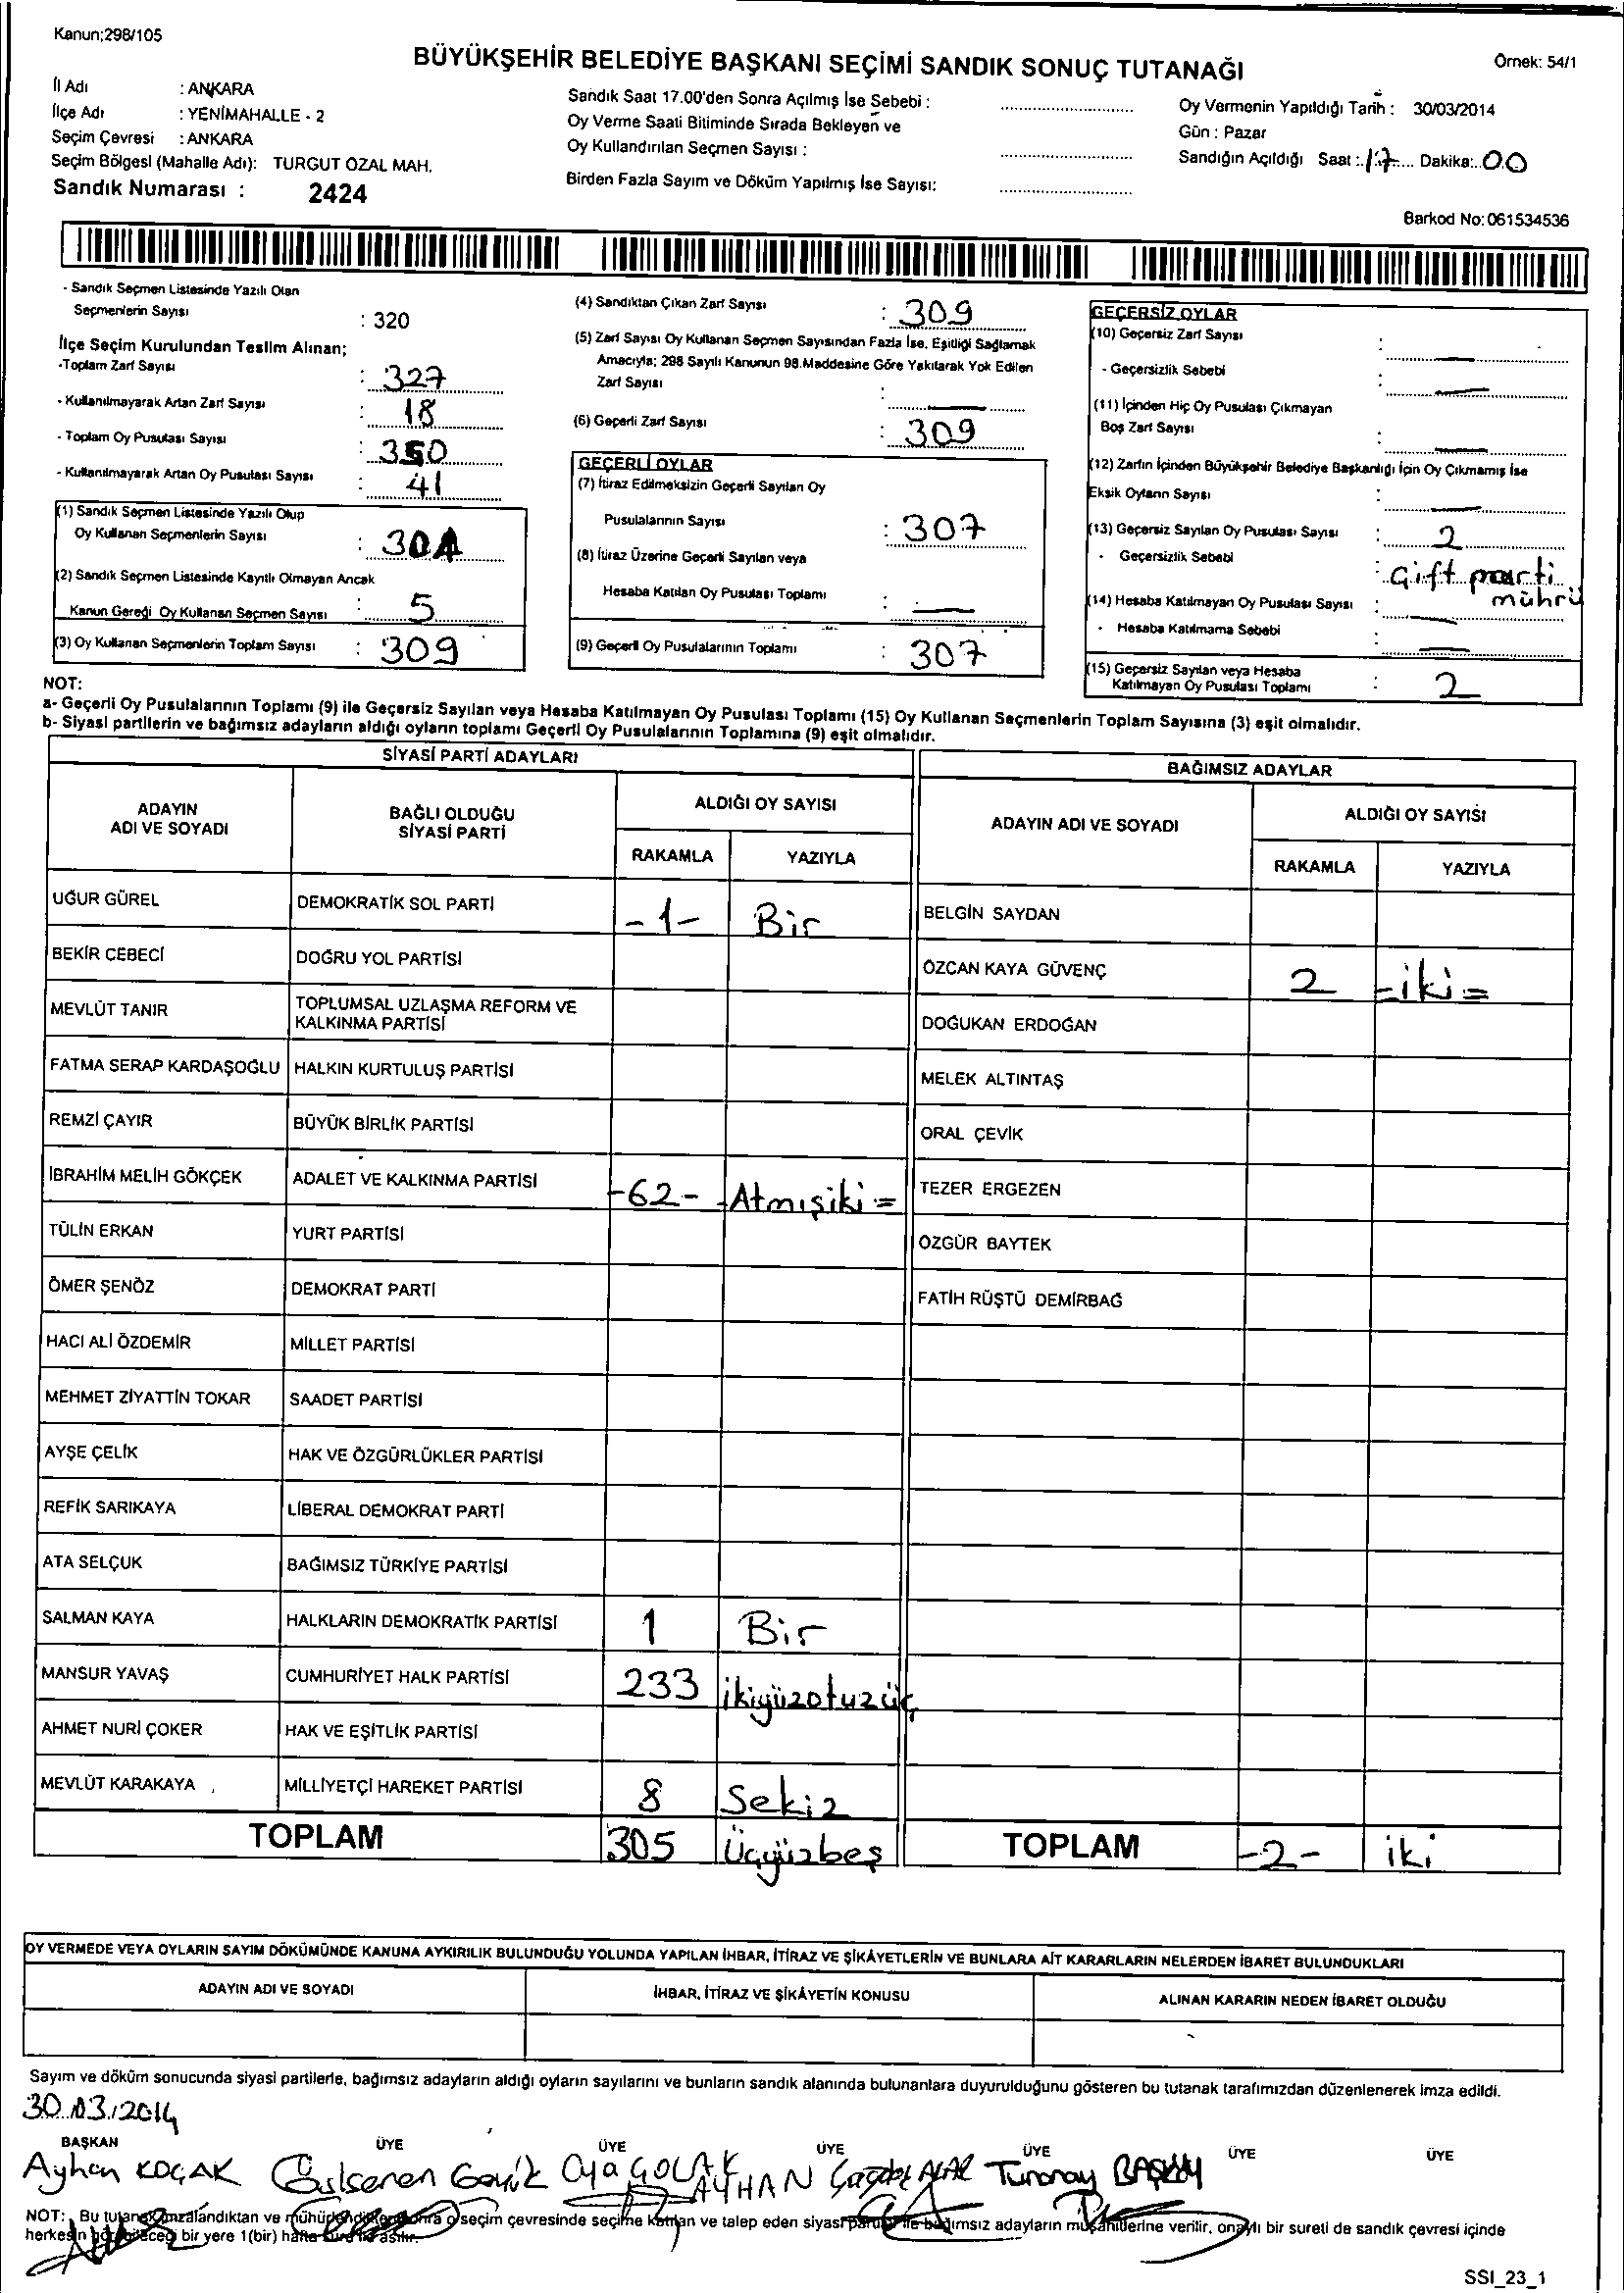 Kanun;298/105
BÜYÜKŞEHİR BELEDİYE BAŞKANI SEÇİMİ SANDIK SONUÇ TUTANAĞI
Örnek: 54/1
İl Adı : ANKARA
İlçe Adı : YENİMAHALLE - 2
Seçim Çevresi : ANKARA
Seçim Bölgesi (Mahalle Adı): TURGUT ÖZAL MAH.
Sandık Numarası : 2424
Sandık Saat 17.00'den Sonra Açılmış İse Sebebi :
Oy Verme Saati Bitiminde Sırada Bekleyen ve
Oy Kullandırılan Seçmen Sayısı :
Birden Fazla Sayım ve Döküm Yapılmış İse Sayısı:
Oy Vermenin Yapıldığı Tarih : 30/03/2014
Gün : Pazar
Sandığın Açıldığı Saat : 17 Dakika: 00
Barkod No: 061534536
- Sandık Seçmen Listesinde Yazılı Olan
Seçmenlerin Sayısı : 320
İlçe Seçim Kurulundan Teslim Alınan;
-Toplam Zarf Sayısı : 327
- Kullanılmayarak Artan Zarf Sayısı : 18
- Toplam Oy Pusulası Sayısı : 350
- Kullanılmayarak Artan Oy Pusulası Sayısı : 41
(1) Sandık Seçmen Listesinde Yazılı Olup
Oy Kullanan Seçmenlerin Sayısı : 304
(2) Sandık Seçmen Listesinde Kayıtlı Olmayan Ancak
Kanun Gereği Oy Kullanan Seçmen Sayısı : 5
(3) Oy Kullanan Seçmenlerin Toplam Sayısı : 309
(4) Sandıktan Çıkan Zarf Sayısı : 309
(5) Zarf Sayısı Oy Kullanan Seçmen Sayısından Fazla İse, Eşitliği Sağlamak
Amacıyla; 298 Sayılı Kanunun 98.Maddesine Göre Yakılarak Yok Edilen
Zarf Sayısı : —
(6) Geçerli Zarf Sayısı : 309
GEÇERLİ OYLAR
(7) İtiraz Edilmeksizin Geçerli Sayılan Oy
Pusulalarının Sayısı : 307
(8) İtiraz Üzerine Geçerli Sayılan veya
Hesaba Katılan Oy Pusulası Toplamı : —
(9) Geçerli Oy Pusulalarının Toplamı : 307
GEÇERSİZ OYLAR
(10) Geçersiz Zarf Sayısı : —
- Geçersizlik Sebebi : —
(11) İçinden Hiç Oy Pusulası Çıkmayan
Boş Zarf Sayısı : —
(12) Zarfın İçinden Büyükşehir Belediye Başkanlığı İçin Oy Çıkmamış İse
Eksik Oyların Sayısı : —
(13) Geçersiz Sayılan Oy Pusulası Sayısı : 2
- Geçersizlik Sebebi : Çift parti mührü
(14) Hesaba Katılmayan Oy Pusulası Sayısı : —
- Hesaba Katılmama Sebebi : —
(15) Geçersiz Sayılan veya Hesaba
Katılmayan Oy Pusulası Toplamı : 2
NOT:
a- Geçerli Oy Pusulalarının Toplamı (9) ile Geçersiz Sayılan veya Hesaba Katılmayan Oy Pusulası Toplamı (15) Oy Kullanan Seçmenlerin Toplam Sayısına (3) eşit olmalıdır.
b- Siyasi partilerin ve bağımsız adayların aldığı oyların toplamı Geçerli Oy Pusulalarının Toplamına (9) eşit olmalıdır.
SİYASİ PARTİ ADAYLARI
ADAYIN ADI VE SOYADI BAĞLI OLDUĞU SİYASİ PARTİ ALDIĞI OY SAYISI
RAKAMLA YAZIYLA
UĞUR GÜREL DEMOKRATİK SOL PARTİ -1- Bir
BEKİR CEBECİ DOĞRU YOL PARTİSİ
MEVLÜT TANIR TOPLUMSAL UZLAŞMA REFORM VE KALKINMA PARTİSİ
FATMA SERAP KARDAŞOĞLU HALKIN KURTULUŞ PARTİSİ
REMZİ ÇAYIR BÜYÜK BİRLİK PARTİSİ
İBRAHİM MELİH GÖKÇEK ADALET VE KALKINMA PARTİSİ -62- -Atmışiki=
TÜLİN ERKAN YURT PARTİSİ
ÖMER ŞENÖZ DEMOKRAT PARTİ
HACI ALİ ÖZDEMİR MİLLET PARTİSİ
MEHMET ZİYATTİN TOKAR SAADET PARTİSİ
AYŞE ÇELİK HAK VE ÖZGÜRLÜKLER PARTİSİ
REFİK SARIKAYA LİBERAL DEMOKRAT PARTİ
ATA SELÇUK BAĞIMSIZ TÜRKİYE PARTİSİ
SALMAN KAYA HALKLARIN DEMOKRATİK PARTİSİ 1 Bir
MANSUR YAVAŞ CUMHURİYET HALK PARTİSİ 233 ikiyüzotuzüç
AHMET NURİ ÇOKER HAK VE EŞİTLİK PARTİSİ
MEVLÜT KARAKAYA MİLLİYETÇİ HAREKET PARTİSİ 8 Sekiz
TOPLAM 305 Üçyüzbeş
BAĞIMSIZ ADAYLAR
ADAYIN ADI VE SOYADI ALDIĞI OY SAYISI
RAKAMLA YAZIYLA
BELGİN SAYDAN
ÖZCAN KAYA GÜVENÇ 2 -iki=
DOĞUKAN ERDOĞAN
MELEK ALTINTAŞ
ORAL ÇEVİK
TEZER ERGEZEN
ÖZGÜR BAYTEK
FATİH RÜŞTÜ DEMİRBAĞ
TOPLAM -2- iki
OY VERMEDE VEYA OYLARIN SAYIM DÖKÜMÜNDE KANUNA AYKIRILIK BULUNDUĞU YOLUNDA YAPILAN İHBAR, İTİRAZ VE ŞİKÂYETLERİN VE BUNLARA AİT KARARLARIN NELERDEN İBARET BULUNDUKLARI
ADAYIN ADI VE SOYADI İHBAR, İTİRAZ VE ŞİKÂYETİN KONUSU ALINAN KARARIN NEDEN İBARET OLDUĞU
Sayım ve döküm sonucunda siyasi partilerle, bağımsız adayların aldığı oyların sayılarını ve bunların sandık alanında bulunanlara duyurulduğunu gösteren bu tutanak tarafımızdan düzenlenerek imza edildi.
30.03.2014
BAŞKAN ÜYE ÜYE ÜYE ÜYE ÜYE ÜYE
Ayhan KOÇAK Oya ÇOLAK AYHAN Turanay
NOT: Bu tutanak imzalandıktan ve mühürlendikten sonra o seçim çevresinde seçime katılan ve talep eden siyasi parti ile bağımsız adayların müşahitlerine verilir, onaylı bir sureti de sandık çevresi içinde
herkesin görebileceği bir yere 1(bir) hafta süre ile asılır.
SSI_23_1